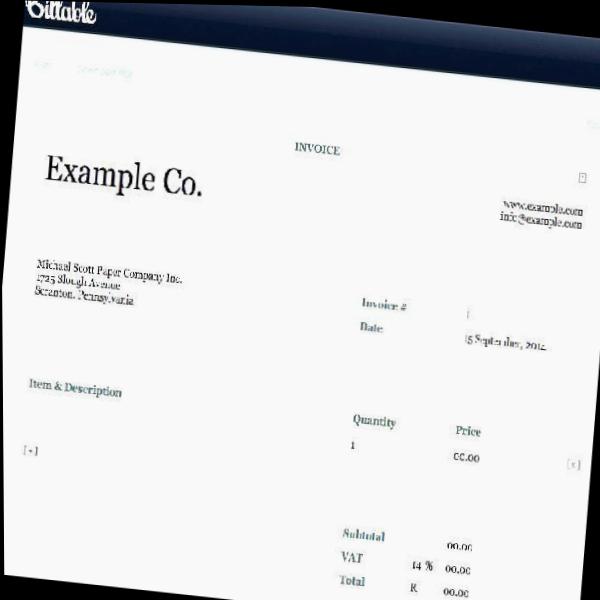 Billable
INVOICE
Example Co.
www.example.com
info@example.com
Michael Scott Paper Company Inc.
1725 Slough Avenue
Scranton, Pennsylvania
Invoice #
Date
15 September, 2014
Item & Description
Quantity
Price
1
00.00
[+]
[x]
Subtotal
00.00
VAT
14 %
00.00
Total
R
00.00